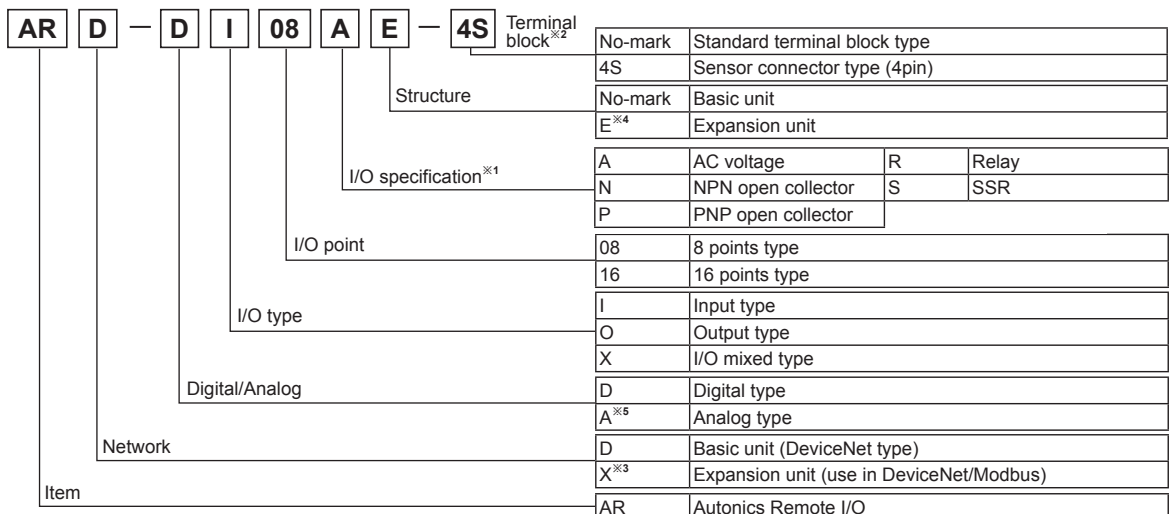 AR D — D I 08 A E — 4S Terminal block※2
No-mark Standard terminal block type
4S Sensor connector type (4pin)
Structure
No-mark Basic unit
E※4 Expansion unit
I/O specification※1
A AC voltage R Relay
N NPN open collector S SSR
P PNP open collector
I/O point
08 8 points type
16 16 points type
I/O type
I Input type
O Output type
X I/O mixed type
Digital/Analog
D Digital type
A※5 Analog type
Network
D Basic unit (DeviceNet type)
X※3 Expansion unit (use in DeviceNet/Modbus)
Item
AR Autonics Remote I/O